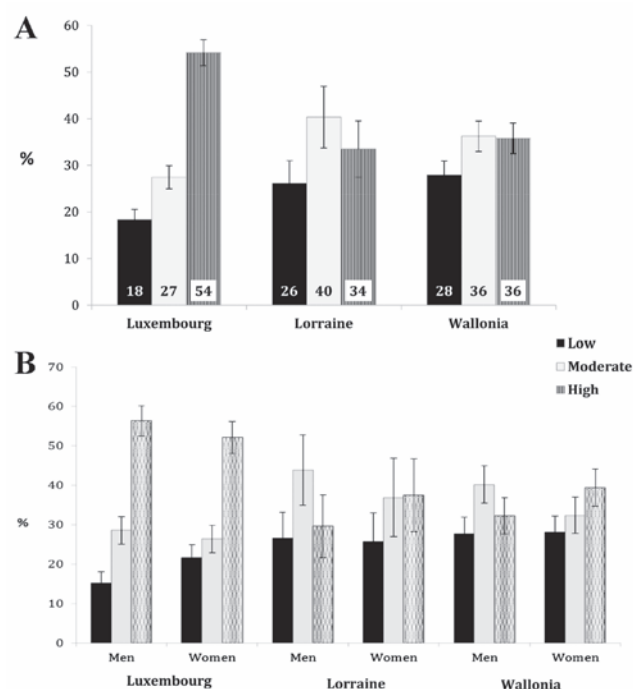 A
60
50
40
%
30
20
10
0
18 27 54 26 40 34 28 36 36
Luxembourg Lorraine Wallonia
Low
Moderate
High
B
70
60
50
40
%
30
20
10
0
Men Women Men Women Men Women
Luxembourg Lorraine Wallonia